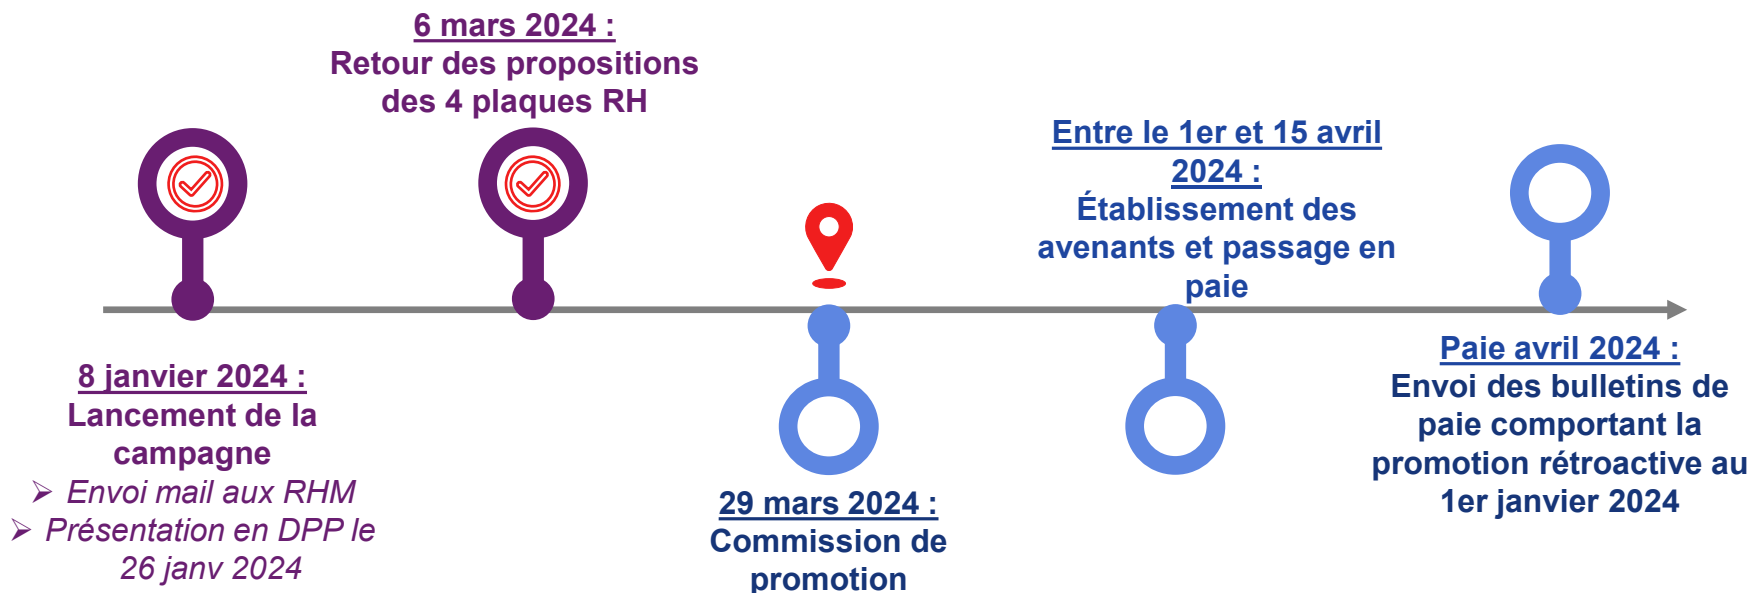 8 janvier 2024 :
Lancement de la
campagne
➢ Envoi mail aux RHM
➢ Présentation en DPP le
26 janv 2024
6 mars 2024 :
Retour des propositions
des 4 plaques RH
29 mars 2024 :
Commission de
promotion
Entre le 1er et 15 avril
2024 :
Établissement des
avenants et passage en
paie
Paie avril 2024 :
Envoi des bulletins de
paie comportant la
promotion rétroactive au
1er janvier 2024